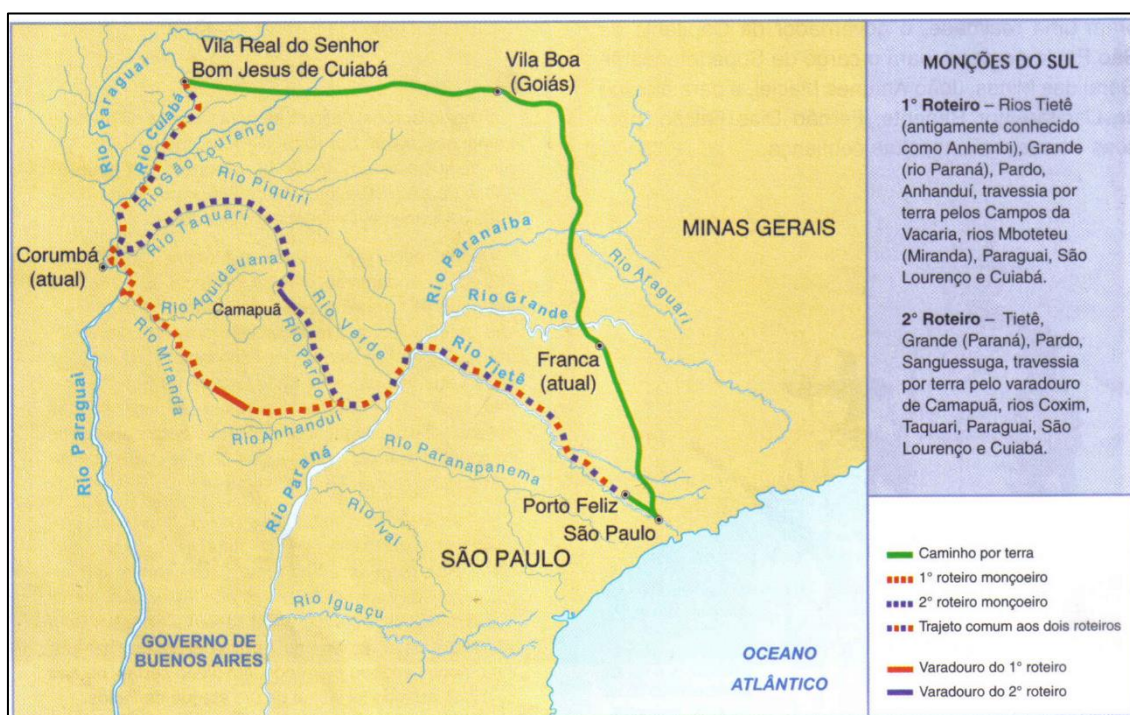 Vila Real do Senhor
Bom Jesus de Cuiabá
Vila Boa
(Goiás)
Rio Paraguai
Rio Cuiabá
Rio São Lourenço
Rio Piquiri
Rio Taquari
Corumbá
(atual)
Rio Aquidauana
Camapuã
Rio Verde
Rio Pardo
Rio Miranda
Rio Paranaíba
MINAS GERAIS
Rio Araguari
Rio Grande
Franca
(atual)
Rio Tietê
Rio Anhanduí
Rio Paraguai
Rio Paraná
Rio Paranapanema
Porto Feliz
São Paulo
Rio Ivaí
SÃO PAULO
Rio Iguaçu
GOVERNO DE
BUENOS AIRES
OCEANO
ATLÂNTICO
MONÇÕES DO SUL
1° Roteiro – Rios Tietê
(antigamente conhecido
como Anhembi), Grande
(rio Paraná), Pardo,
Anhanduí, travessia por
terra pelos Campos da
Vacaria, rios Mboteteu
(Miranda), Paraguai, São
Lourenço e Cuiabá.
2° Roteiro – Tietê,
Grande (Paraná), Pardo,
Sanguessuga, travessia
por terra pelo varadouro
de Camapuã, rios Coxim,
Taquari, Paraguai, São
Lourenço e Cuiabá.
Caminho por terra
1° roteiro monçoeiro
2° roteiro monçoeiro
Trajeto comum aos dois roteiros
Varadouro do 1° roteiro
Varadouro do 2° roteiro